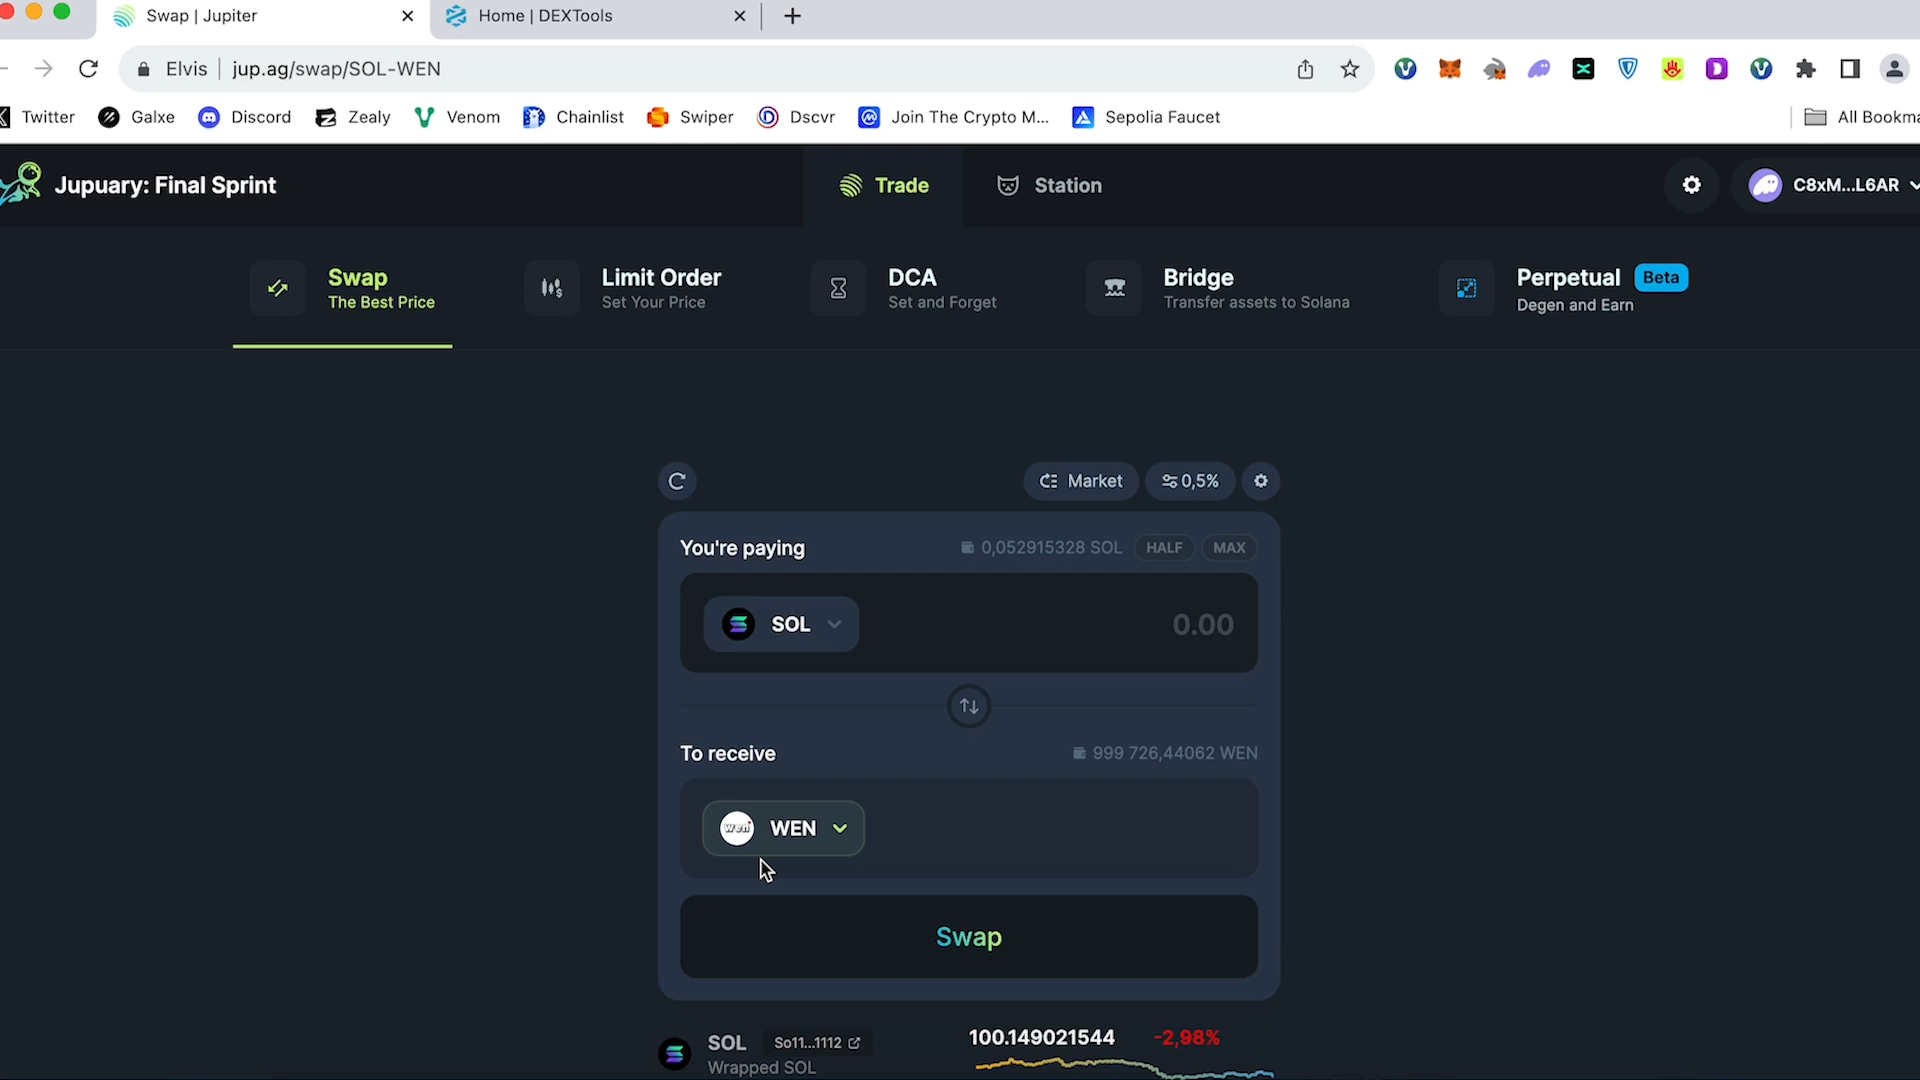 Swap | Jupiter
Home | DEXTools
Elvis
jup.ag/swap/SOL-WEN
Twitter
Galxe
Discord
Zealy
Venom
Chainlist
Swiper
Dscvr
Join The Crypto M...
Sepolia Faucet
All Bookma
Jupuary: Final Sprint
Trade
Station
C8xM...L6AR
Swap
The Best Price
Limit Order
Set Your Price
DCA
Set and Forget
Bridge
Transfer assets to Solana
Perpetual
Beta
Degen and Earn
Market
0,5%
You're paying
0,052915328 SOL
HALF
MAX
SOL
0.00
To receive
999 726,44062 WEN
wen
WEN
Swap
SOL
So11...1112
Wrapped SOL
100.149021544
-2,98%